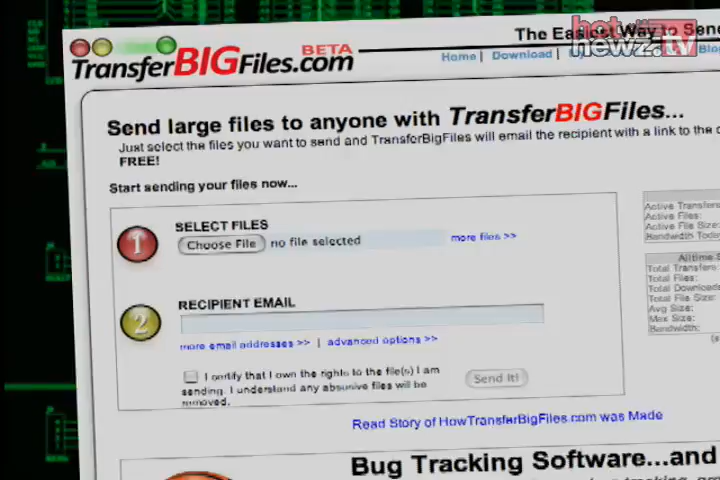 hot
newz.TV
The Easiest Way to Sen
BETA
TransferBIGFiles.com
Home | Download |
Blo
Send large files to anyone with TransferBIGFiles...
Just select the files you want to send and TransferBigFiles will email the recipient with a link to the
FREE!
Start sending your files now...
1
SELECT FILES
Choose File no file selected
more files >>
2
RECIPIENT EMAIL
more email addresses >> | advanced options >>
I certify that I own the rights to the file(s) I am
sending. I understand any abusive files will be
removed.
Send It!
Read Story of HowTransferBigFiles.com was Made
Active Transfers
Active Files:
Active File Size:
Bandwidth Today
Alltime S
Total Transfers
Total Files:
Total Downloads
Total File Size:
Avg Size:
Max Size:
Bandwidth:
Bug Tracking Software...and